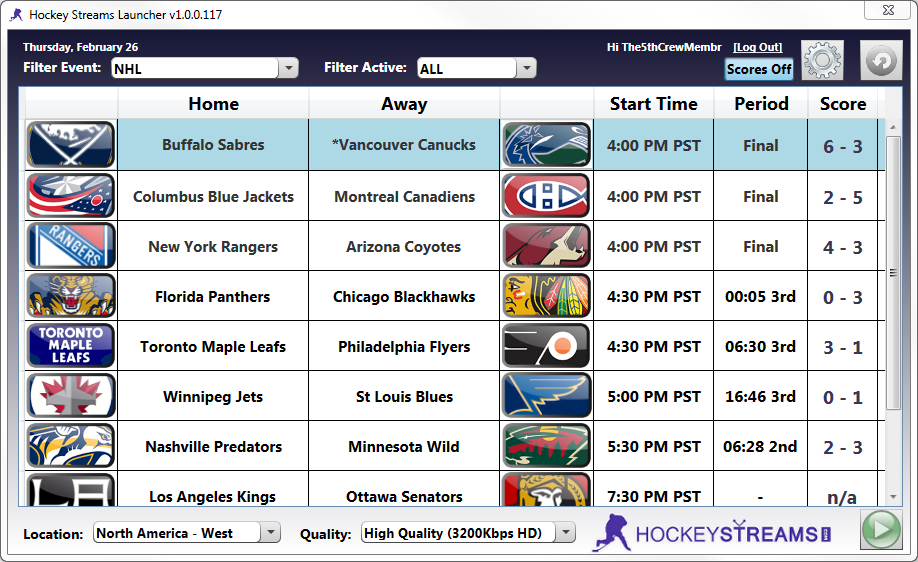 Hockey Streams Launcher v1.0.0.117
Thursday, February 26
Hi The5thCrewMembr [Log Out]
Filter Event: NHL Filter Active: ALL Scores Off
Home Away Start Time Period Score
Buffalo Sabres *Vancouver Canucks 4:00 PM PST Final 6 - 3
Columbus Blue Jackets Montreal Canadiens 4:00 PM PST Final 2 - 5
RANGERS New York Rangers Arizona Coyotes 4:00 PM PST Final 4 - 3
Florida Panthers Chicago Blackhawks 4:30 PM PST 00:05 3rd 0 - 3
TORONTO
MAPLE Toronto Maple Leafs Philadelphia Flyers 4:30 PM PST 06:30 3rd 3 - 1
LEAFS
Winnipeg Jets St Louis Blues 5:00 PM PST 16:46 3rd 0 - 1
Nashville Predators Minnesota Wild 5:30 PM PST 06:28 2nd 2 - 3
LA Los Angeles Kings Ottawa Senators 7:30 PM PST - n/a
Location: North America - West Quality: High Quality (3200Kbps HD) HOCKEYSTREAMS